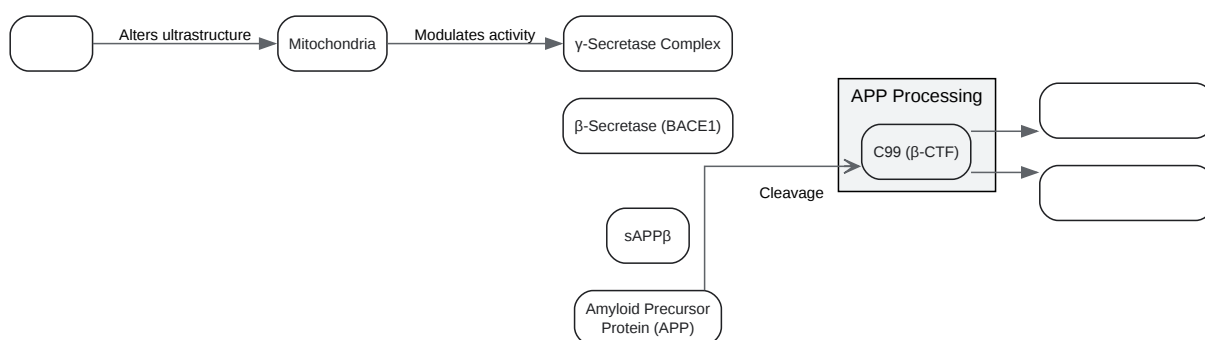 Alters ultrastructure
Mitochondria
Modulates activity
γ-Secretase Complex
β-Secretase (BACE1)
APP Processing
C99 (β-CTF)
Cleavage
sAPPβ
Amyloid Precursor
Protein (APP)